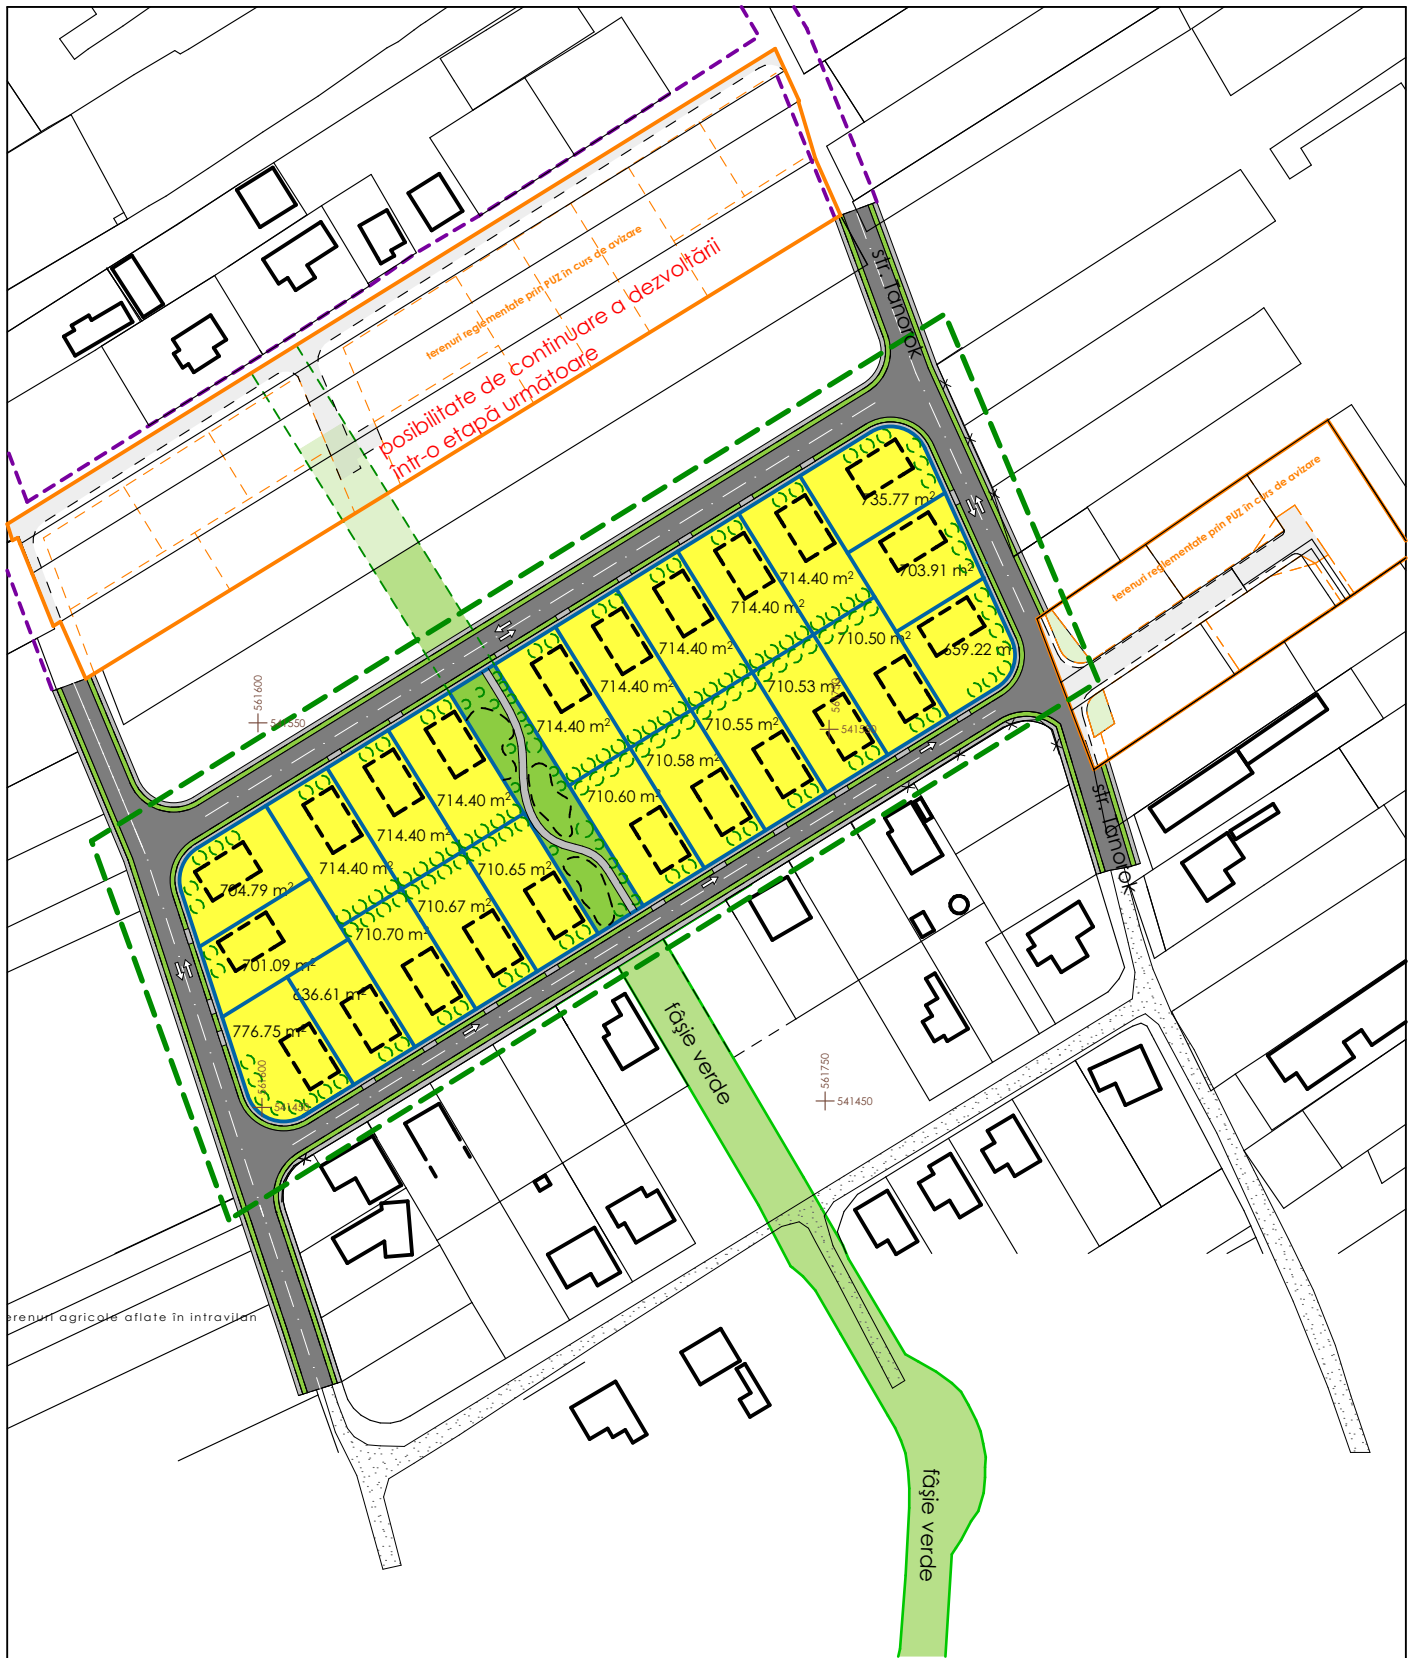 str. Tanorok
terenuri reglementate prin PUZ în curs de avizare
posibilitate de continuare a dezvoltării
într-o etapă următoare
terenuri reglementate prin PUZ în curs de avizare
735.77 m²
703.91 m²
659.22 m
714.40 m²
714.40 m²
714.40 m²
714.40 m²
714.40 m²
710.50 m²
710.53 m²
710.55 m²
710.58 m²
710.60 m²
561600
541550
714.40 m²
714.40 m²
714.40 m²
704.79 m²
701.09 m²
776.75 m²
636.61 m²
710.70 m²
710.67 m²
710.65 m²
561600
541450
str. Tanorok
fâşie verde
561750
541450
erenuri agricole aflate în intravilan
fâşie verde